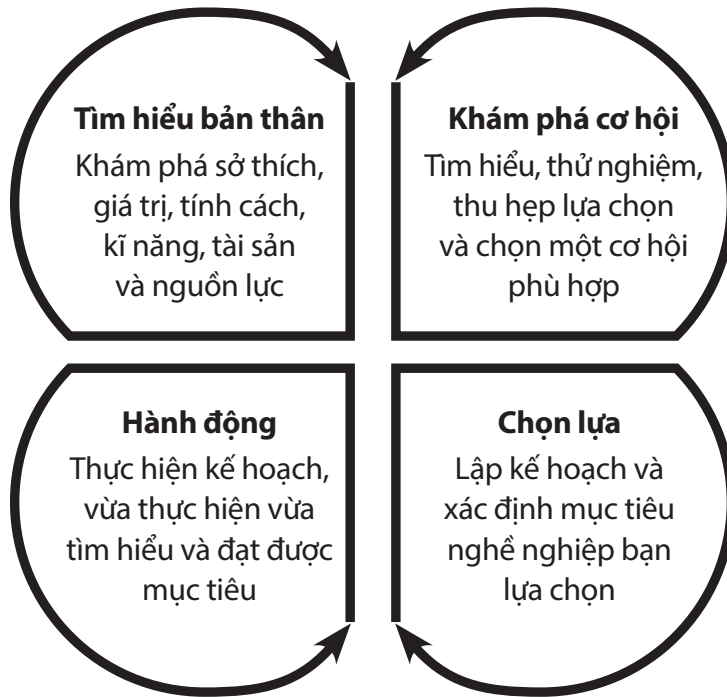 Tìm hiểu bản thân
Khám phá sở thích,
giá trị, tính cách,
kĩ năng, tài sản
và nguồn lực
Khám phá cơ hội
Tìm hiểu, thử nghiệm,
thu hẹp lựa chọn
và chọn một cơ hội
phù hợp
Hành động
Thực hiện kế hoạch,
vừa thực hiện vừa
tìm hiểu và đạt được
mục tiêu
Chọn lựa
Lập kế hoạch và
xác định mục tiêu
nghề nghiệp bạn
lựa chọn